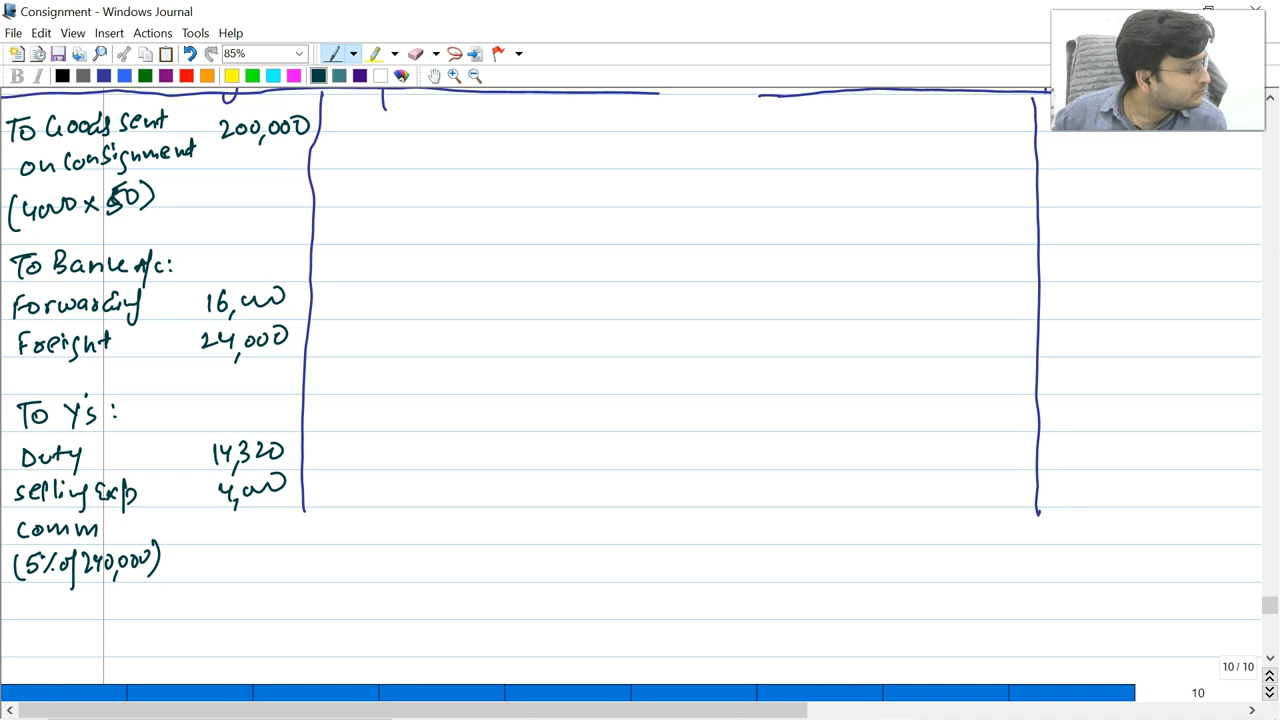 Consignment - Windows Journal
File Edit View Insert Actions Tools Help
85%
B I
To Goods sent 200,000
on Consignment
(4000 x 50)
To Bank A/c:
Forwarding 16,000
Freight 24,000
To Y's:
Duty 14,320
selling Exp 4,000
Comm
(5% of 240,000)
10 / 10
10